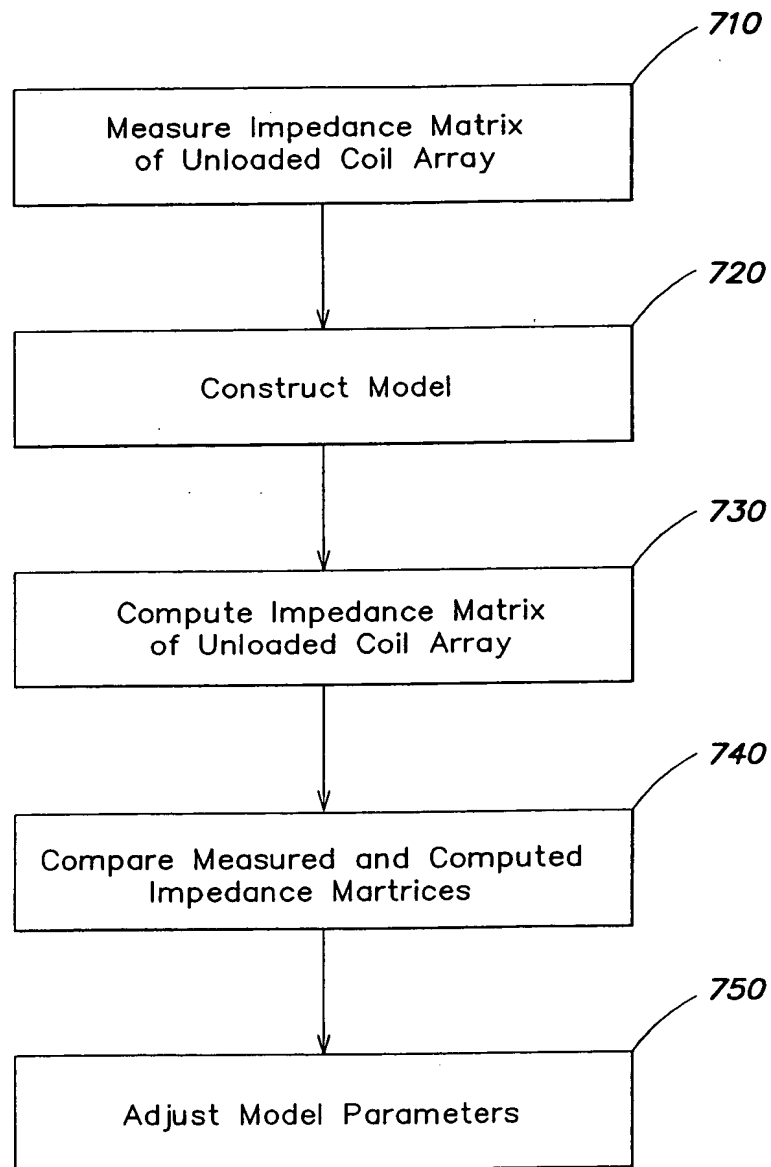 710
Measure Impedance Matrix
of Unloaded Coil Array
720
Construct Model
730
Compute Impedance Matrix
of Unloaded Coil Array
740
Compare Measured and Computed
Impedance Martrices
750
Adjust Model Parameters